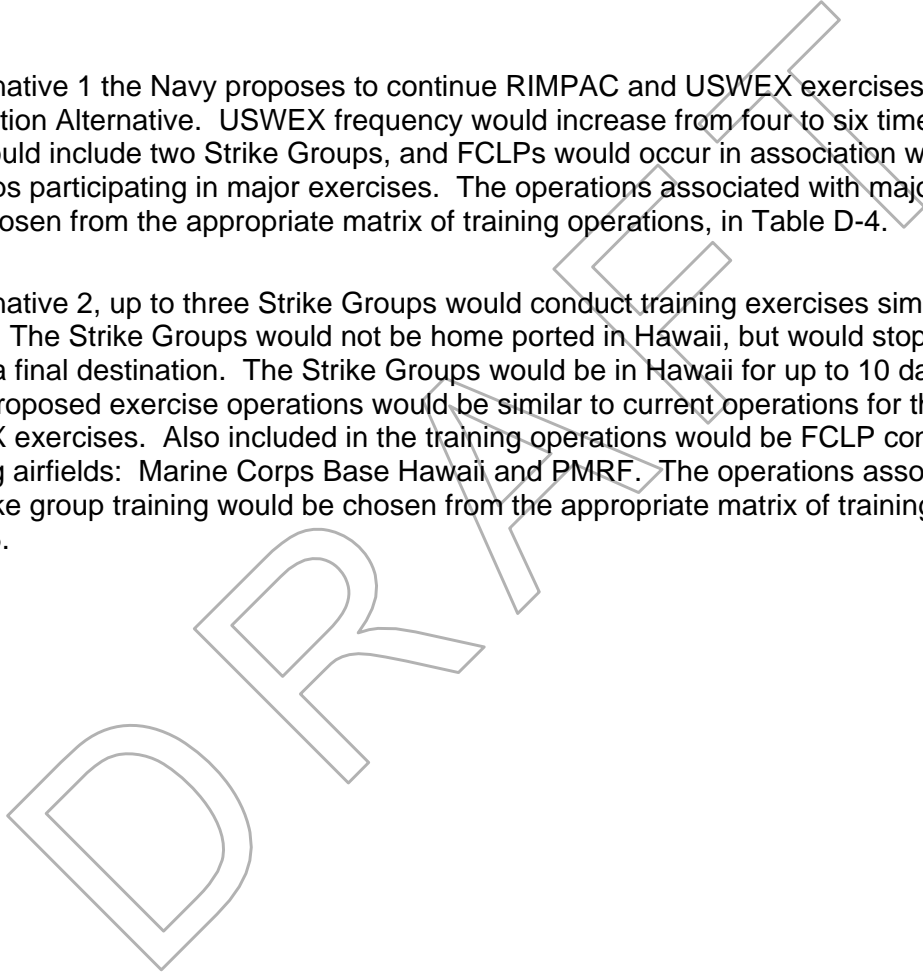 native 1 the Navy proposes to continue RIMPAC and USWEX exercises
tion Alternative. USWEX frequency would increase from four to six time
ould include two Strike Groups, and FCLPs would occur in association w
os participating in major exercises. The operations associated with majo
osen from the appropriate matrix of training operations, in Table D-4.
native 2, up to three Strike Groups would conduct training exercises sim
The Strike Groups would not be home ported in Hawaii, but would stop
a final destination. The Strike Groups would be in Hawaii for up to 10 da
roposed exercise operations would be similar to current operations for th
X exercises. Also included in the training operations would be FCLP con
g airfields: Marine Corps Base Hawaii and PMRF. The operations asso
ke group training would be chosen from the appropriate matrix of training
DRAFT